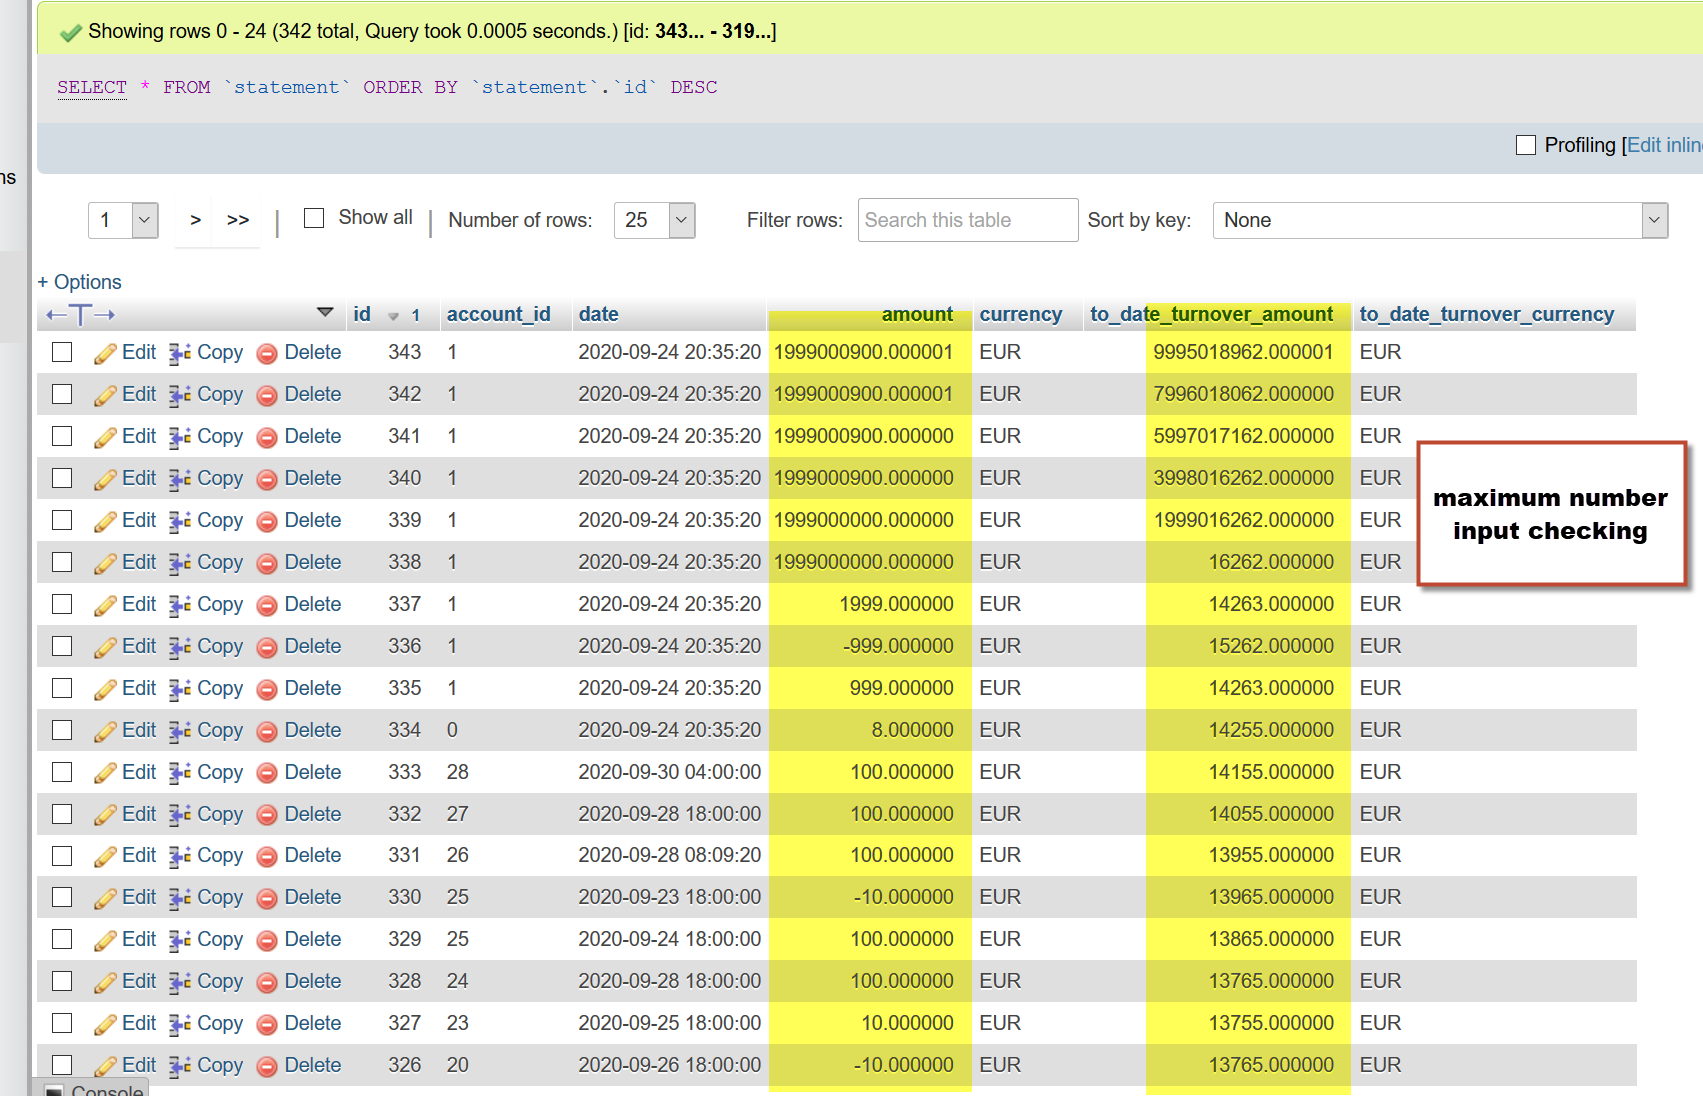 Showing rows 0 - 24 (342 total, Query took 0.0005 seconds.) [id: 343... - 319...]
SELECT * FROM `statement` ORDER BY `statement`.`id` DESC
Profiling [Edit inline
ns
1 > >> | Show all | Number of rows: 25 Filter rows: Search this table Sort by key: None
+ Options
←T→ id 1 account_id date amount currency to_date_turnover_amount to_date_turnover_currency
Edit Copy Delete 343 1 2020-09-24 20:35:20 1999000900.000001 EUR 9995018962.000001 EUR
Edit Copy Delete 342 1 2020-09-24 20:35:20 1999000900.000001 EUR 7996018062.000000 EUR
Edit Copy Delete 341 1 2020-09-24 20:35:20 1999000900.000000 EUR 5997017162.000000 EUR
Edit Copy Delete 340 1 2020-09-24 20:35:20 1999000900.000000 EUR 3998016262.000000 EUR
Edit Copy Delete 339 1 2020-09-24 20:35:20 1999000000.000000 EUR 1999016262.000000 EUR
Edit Copy Delete 338 1 2020-09-24 20:35:20 1999000000.000000 EUR 16262.000000 EUR
Edit Copy Delete 337 1 2020-09-24 20:35:20 1999.000000 EUR 14263.000000 EUR
Edit Copy Delete 336 1 2020-09-24 20:35:20 -999.000000 EUR 15262.000000 EUR
Edit Copy Delete 335 1 2020-09-24 20:35:20 999.000000 EUR 14263.000000 EUR
Edit Copy Delete 334 0 2020-09-24 20:35:20 8.000000 EUR 14255.000000 EUR
Edit Copy Delete 333 28 2020-09-30 04:00:00 100.000000 EUR 14155.000000 EUR
Edit Copy Delete 332 27 2020-09-28 18:00:00 100.000000 EUR 14055.000000 EUR
Edit Copy Delete 331 26 2020-09-28 08:09:20 100.000000 EUR 13955.000000 EUR
Edit Copy Delete 330 25 2020-09-23 18:00:00 -10.000000 EUR 13965.000000 EUR
Edit Copy Delete 329 25 2020-09-24 18:00:00 100.000000 EUR 13865.000000 EUR
Edit Copy Delete 328 24 2020-09-28 18:00:00 100.000000 EUR 13765.000000 EUR
Edit Copy Delete 327 23 2020-09-25 18:00:00 10.000000 EUR 13755.000000 EUR
Edit Copy Delete 326 20 2020-09-26 18:00:00 -10.000000 EUR 13765.000000 EUR
maximum number
input checking
Console